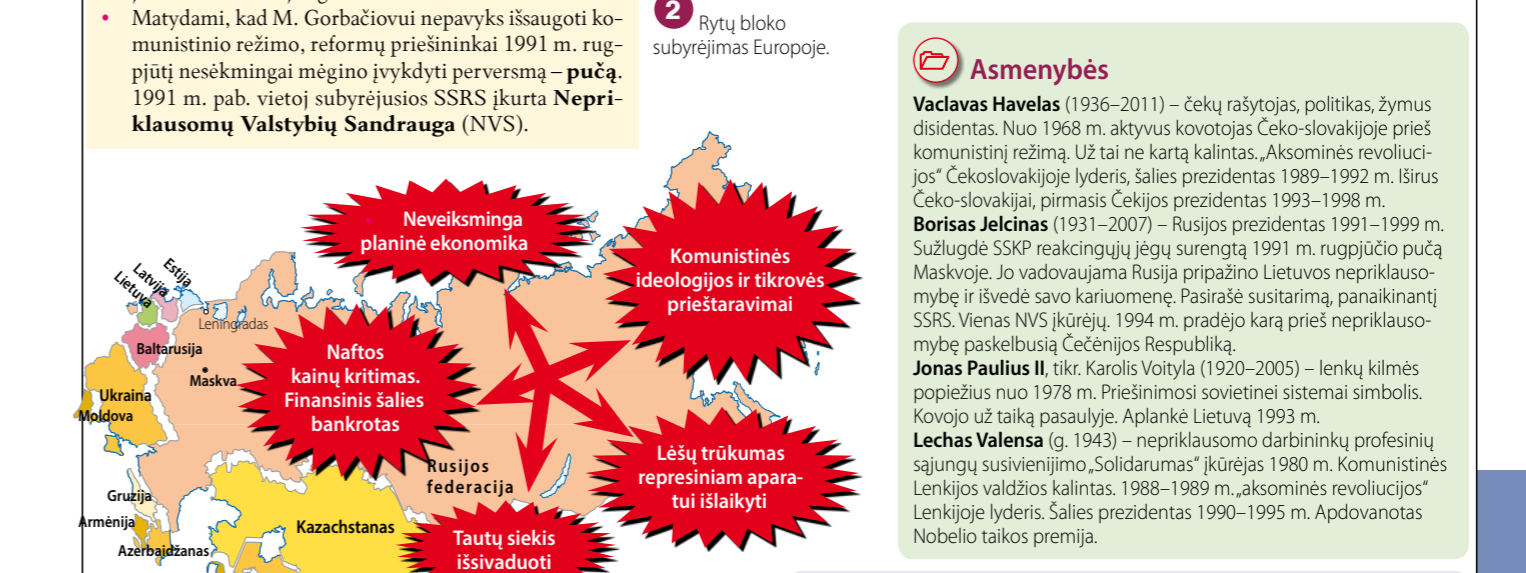 • Matydami, kad M. Gorbačiovui nepavyks išsaugoti ko-
munistinio režimo, reformų priešininkai 1991 m. rug-
pjūtį nesėkmingai mėgino įvykdyti perversmą – pučą.
1991 m. pab. vietoj subyrėjusios SSRS įkurta Nepri-
klausomų Valstybių Sandrauga (NVS).
2 Rytų bloko
subyrėjimas Europoje.
Neveiksminga
planinė ekonomika
Komunistinės
ideologijos ir tikrovės
prieštaravimai
Naftos
kainų kritimas.
Finansinis šalies
bankrotas
Lėšų trūkumas
represiniam apara-
tui išlaikyti
Tautų siekis
išsivaduoti
Estija
Latvija
Lietuva
Leningradas
Baltarusija
Maskva
Ukraina
Moldova
Rusijos
federacija
Gruzija
Armėnija
Azerbaidžanas
Kazachstanas
Asmenybės
Vaclavas Havelas (1936–2011) – čekų rašytojas, politikas, žymus
disidentas. Nuo 1968 m. aktyvus kovotojas Čeko-slovakijoje prieš
komunistinį režimą. Už tai ne kartą kalintas. „Aksominės revoliuci-
jos“ Čekoslovakijoje lyderis, šalies prezidentas 1989–1992 m. Iširus
Čeko-slovakijai, pirmasis Čekijos prezidentas 1993–1998 m.
Borisas Jelcinas (1931–2007) – Rusijos prezidentas 1991–1999 m.
Sužlugdė SSKP reakcingųjų jėgų surengtą 1991 m. rugpjūčio pučą
Maskvoje. Jo vadovaujama Rusija pripažino Lietuvos nepriklauso-
mybę ir išvedė savo kariuomenę. Pasirašė susitarimą, panaikinantį
SSRS. Vienas NVS įkūrėjų. 1994 m. pradėjo karą prieš nepriklauso-
mybę paskelbusią Čečėnijos Respubliką.
Jonas Paulius II, tikr. Karolis Voityla (1920–2005) – lenkų kilmės
popiežius nuo 1978 m. Priešinimosi sovietinei sistemai simbolis.
Kovojo už taiką pasaulyje. Aplankė Lietuvą 1993 m.
Lechas Valensa (g. 1943) – nepriklausomo darbininkų profesinių
sąjungų susivienijimo „Solidarumas“ įkūrėjas 1980 m. Komunistinės
Lenkijos valdžios kalintas. 1988–1989 m. „aksominės revoliucijos“
Lenkijoje lyderis. Šalies prezidentas 1990–1995 m. Apdovanotas
Nobelio taikos premija.